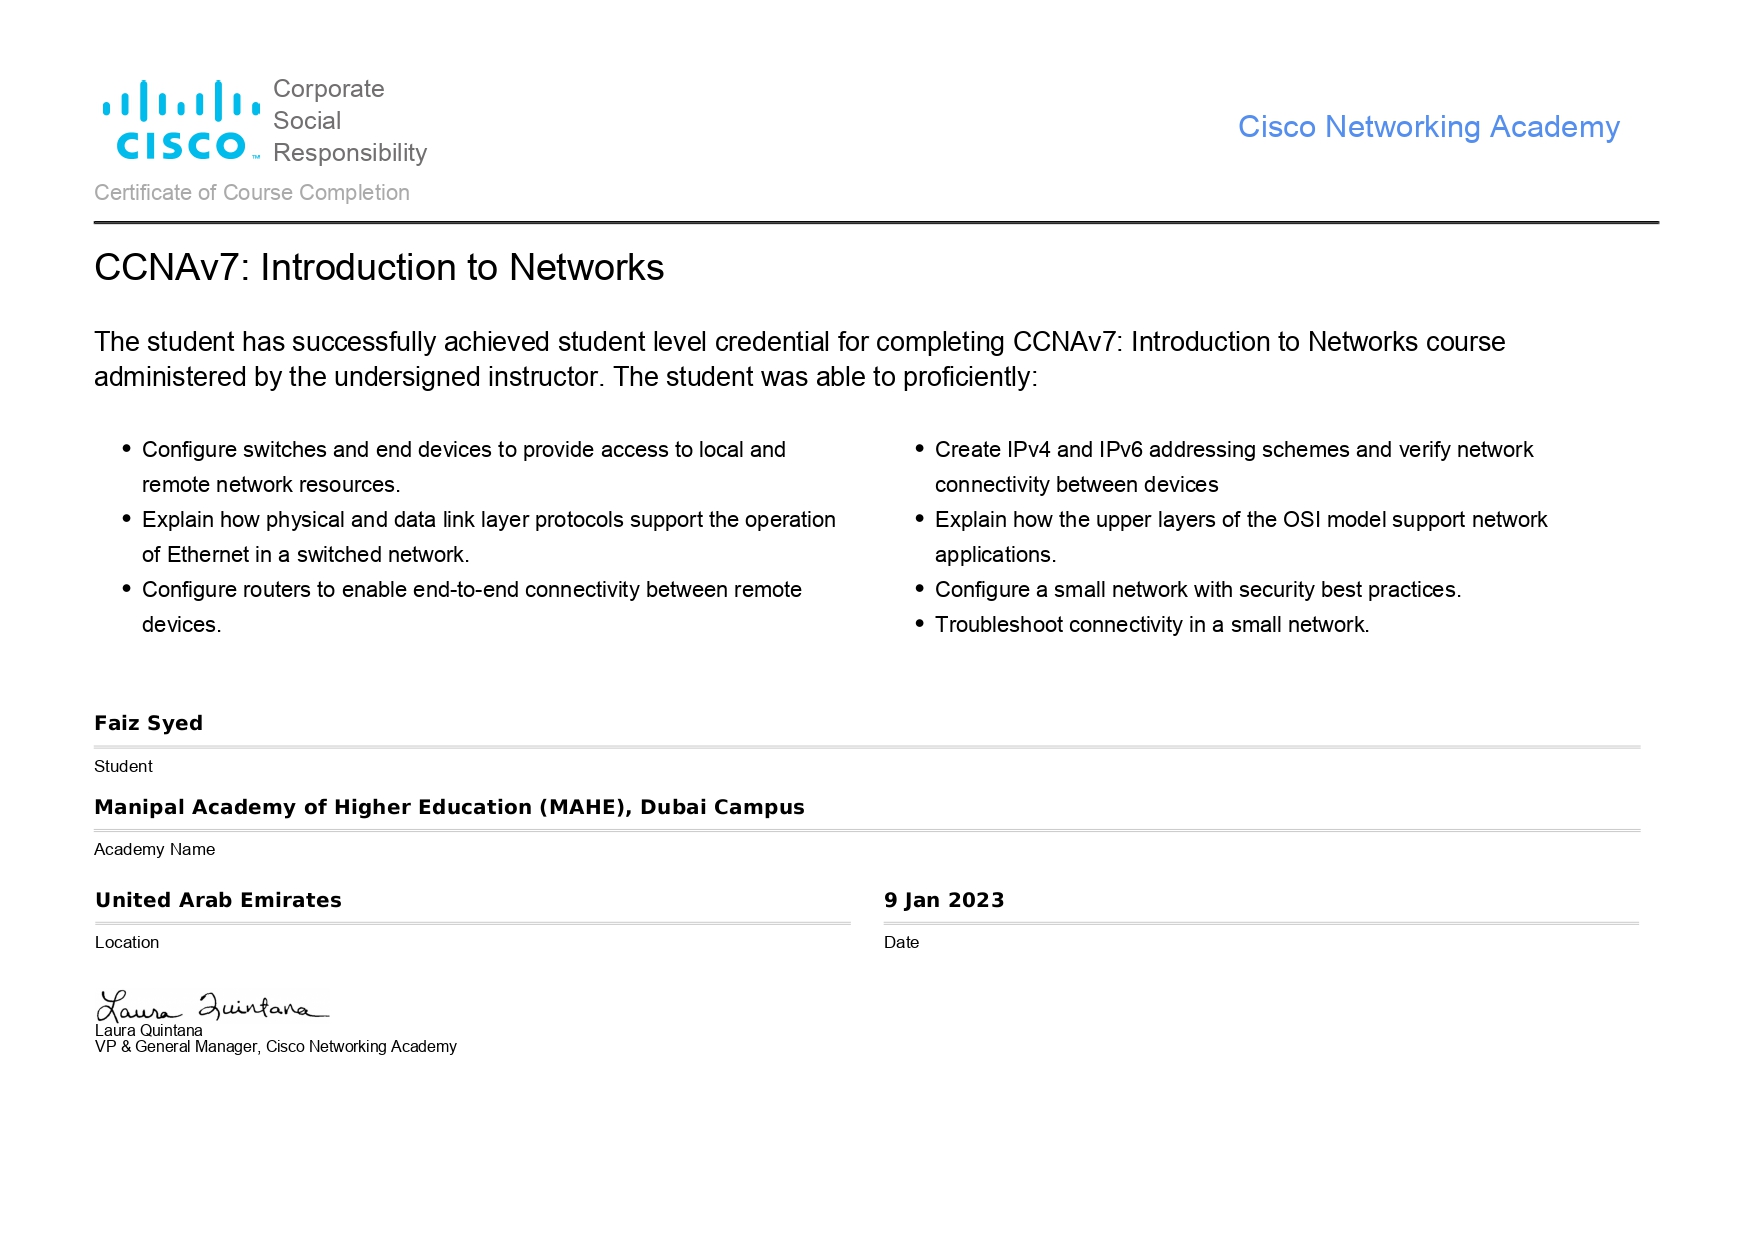 CISCO™
Corporate
Social
Responsibility
Cisco Networking Academy
Certificate of Course Completion
CCNAv7: Introduction to Networks
The student has successfully achieved student level credential for completing CCNAv7: Introduction to Networks course
administered by the undersigned instructor. The student was able to proficiently:
• Configure switches and end devices to provide access to local and
remote network resources.
• Explain how physical and data link layer protocols support the operation
of Ethernet in a switched network.
• Configure routers to enable end-to-end connectivity between remote
devices.
• Create IPv4 and IPv6 addressing schemes and verify network
connectivity between devices
• Explain how the upper layers of the OSI model support network
applications.
• Configure a small network with security best practices.
• Troubleshoot connectivity in a small network.
Faiz Syed
Student
Manipal Academy of Higher Education (MAHE), Dubai Campus
Academy Name
United Arab Emirates
Location
9 Jan 2023
Date
Laura Quintana
Laura Quintana
VP & General Manager, Cisco Networking Academy